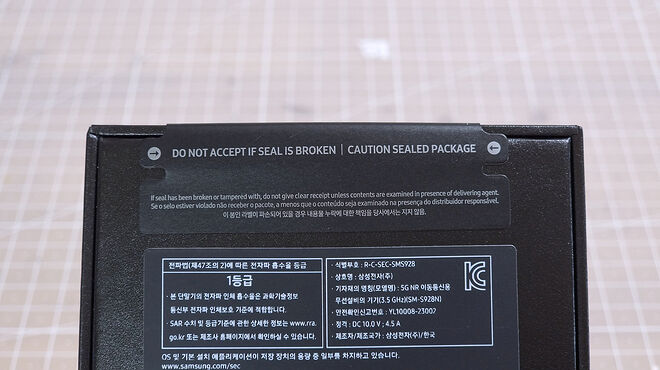 DO NOT ACCEPT IF SEAL IS BROKEN | CAUTION SEALED PACKAGE
If seal has been broken or tampered with, do not give clear receipt unless contents are examined in presence of delivering agent.
Se o selo estiver violado não receber o pacote, a menos que o conteúdo seja examinado na presença do distribuidor responsável.
이 봉인 라벨이 파손되어 있을 경우 내용물 누락에 대한 책임을 당사에서는 지지 않음.
전파법(제47조의 2)에 따른 전자파 흡수율 등급
1등급
· 본 단말기의 전자파 인체 흡수율은 과학기술정보
통신부 전자파 인체보호 기준에 적합합니다.
· SAR 수치 및 등급기준에 관한 상세한 정보는 www.rra.
go.kr 또는 제조사 홈페이지에서 확인하실 수 있습니다.
· 식별부호 : R-C-SEC-SMS928
· 상호명 : 삼성전자(주)
· 기자재의 명칭(모델명) : 5G NR 이동통신용
무선설비의 기기(3.5 GHz)(SM-S928N)
· 안전확인신고번호 : YL10008-23002
· 정격 : DC 10.0 V ; 4.5 A
· 제조자/제조국가 : 삼성전자(주)/한국
OS 및 기본 설치 애플리케이션이 저장 장치의 용량 중 일부를 차지하고 있습니다.
www.samsung.com/sec